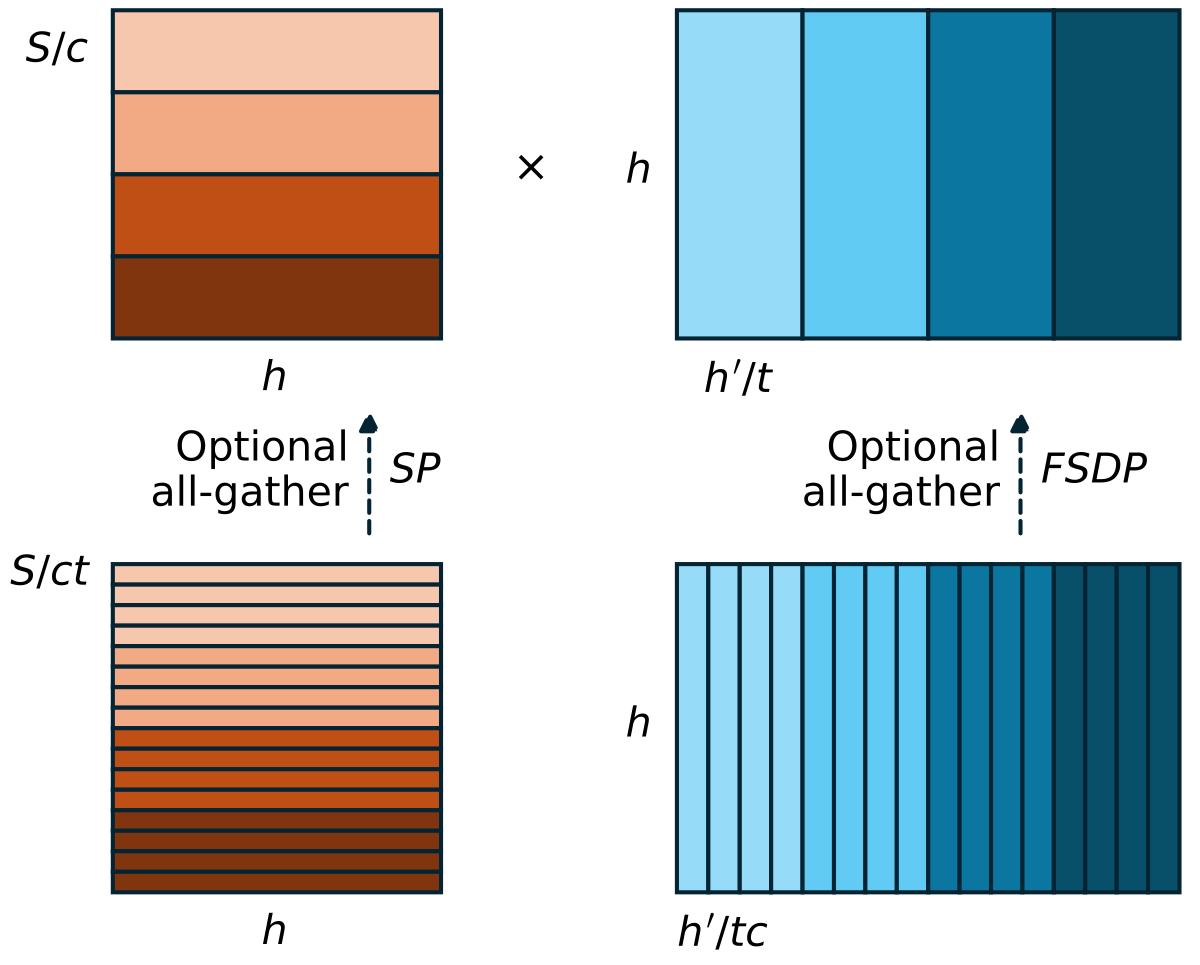 S/c
×
h
h
h′/t
Optional
all-gather
SP
Optional
all-gather
FSDP
S/ct
h
h
h′/tc